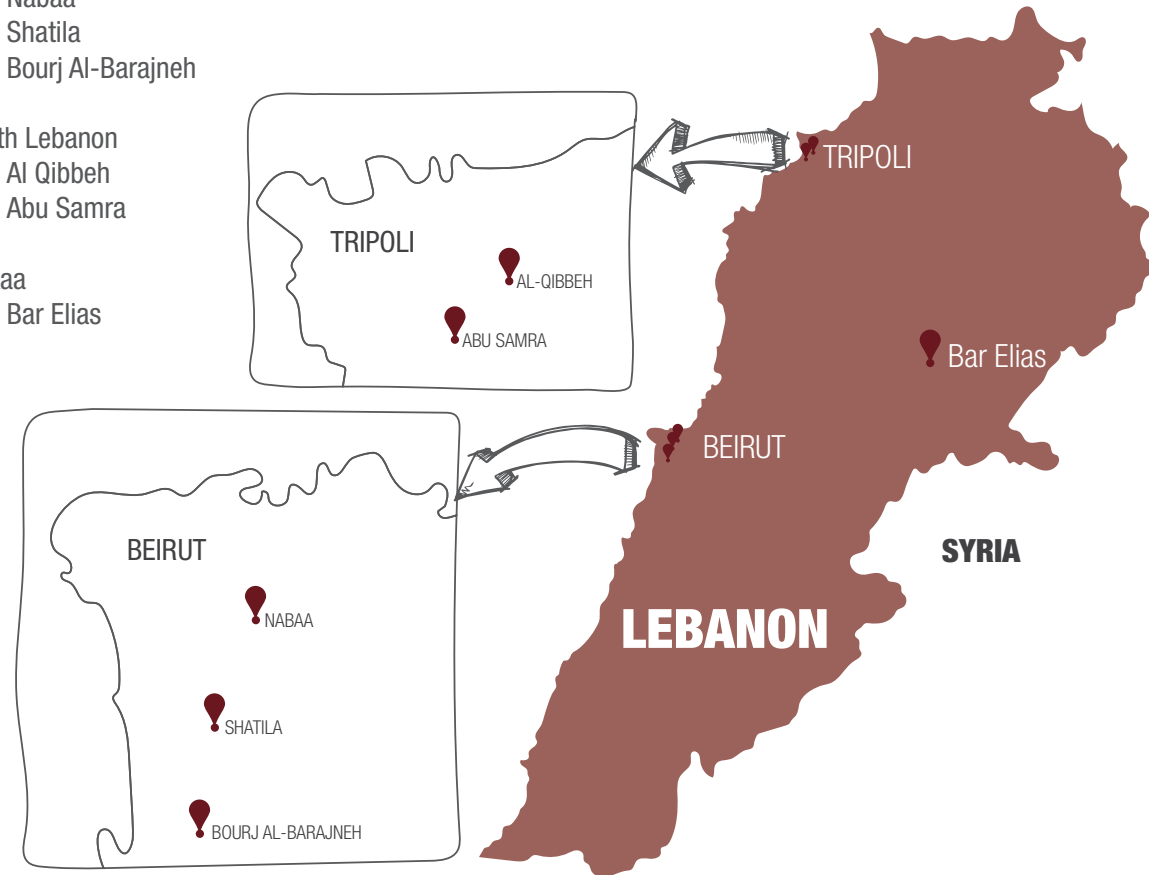 Nabaa
Shatila
Bourj Al-Barajneh
th Lebanon
Al Qibbeh
Abu Samra
aa
Bar Elias
TRIPOLI
TRIPOLI
AL-QIBBEH
ABU SAMRA
Bar Elias
BEIRUT
BEIRUT
SYRIA
NABAA
LEBANON
SHATILA
BOURJ AL-BARAJNEH